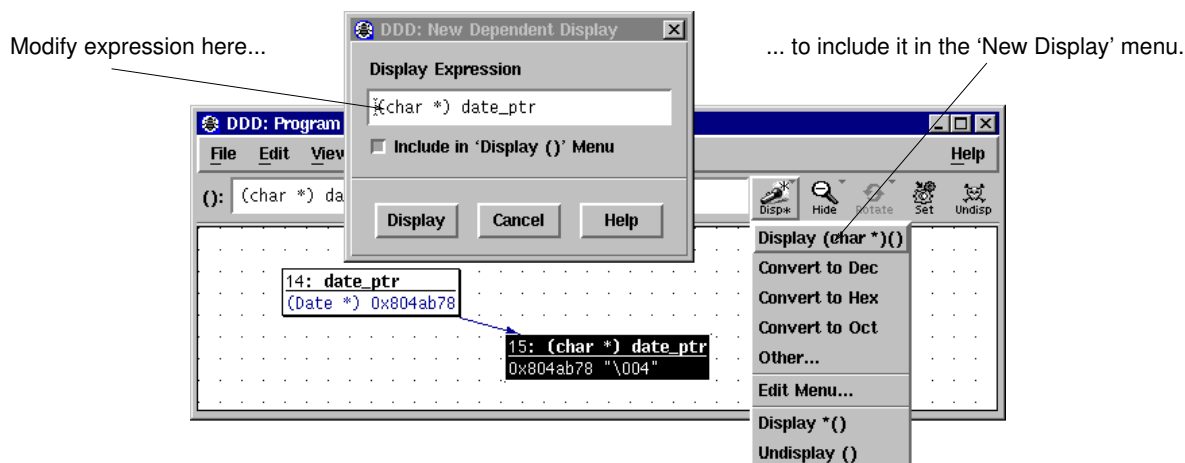 Modify expression here...
... to include it in the ‘New Display’ menu.
DDD: New Dependent Display
Display Expression
(char *) date_ptr
Include in ‘Display ()’ Menu
Display Cancel Help
DDD: Program
File Edit View
Help
(): (char *) da
Disp* Hide Rotate Set Undisp
Display (char *)()
Convert to Dec
Convert to Hex
Convert to Oct
Other...
Edit Menu...
Display *()
Undisplay ()
14: date_ptr
(Date *) 0x804ab78
15: (char *) date_ptr
0x804ab78 "\004"